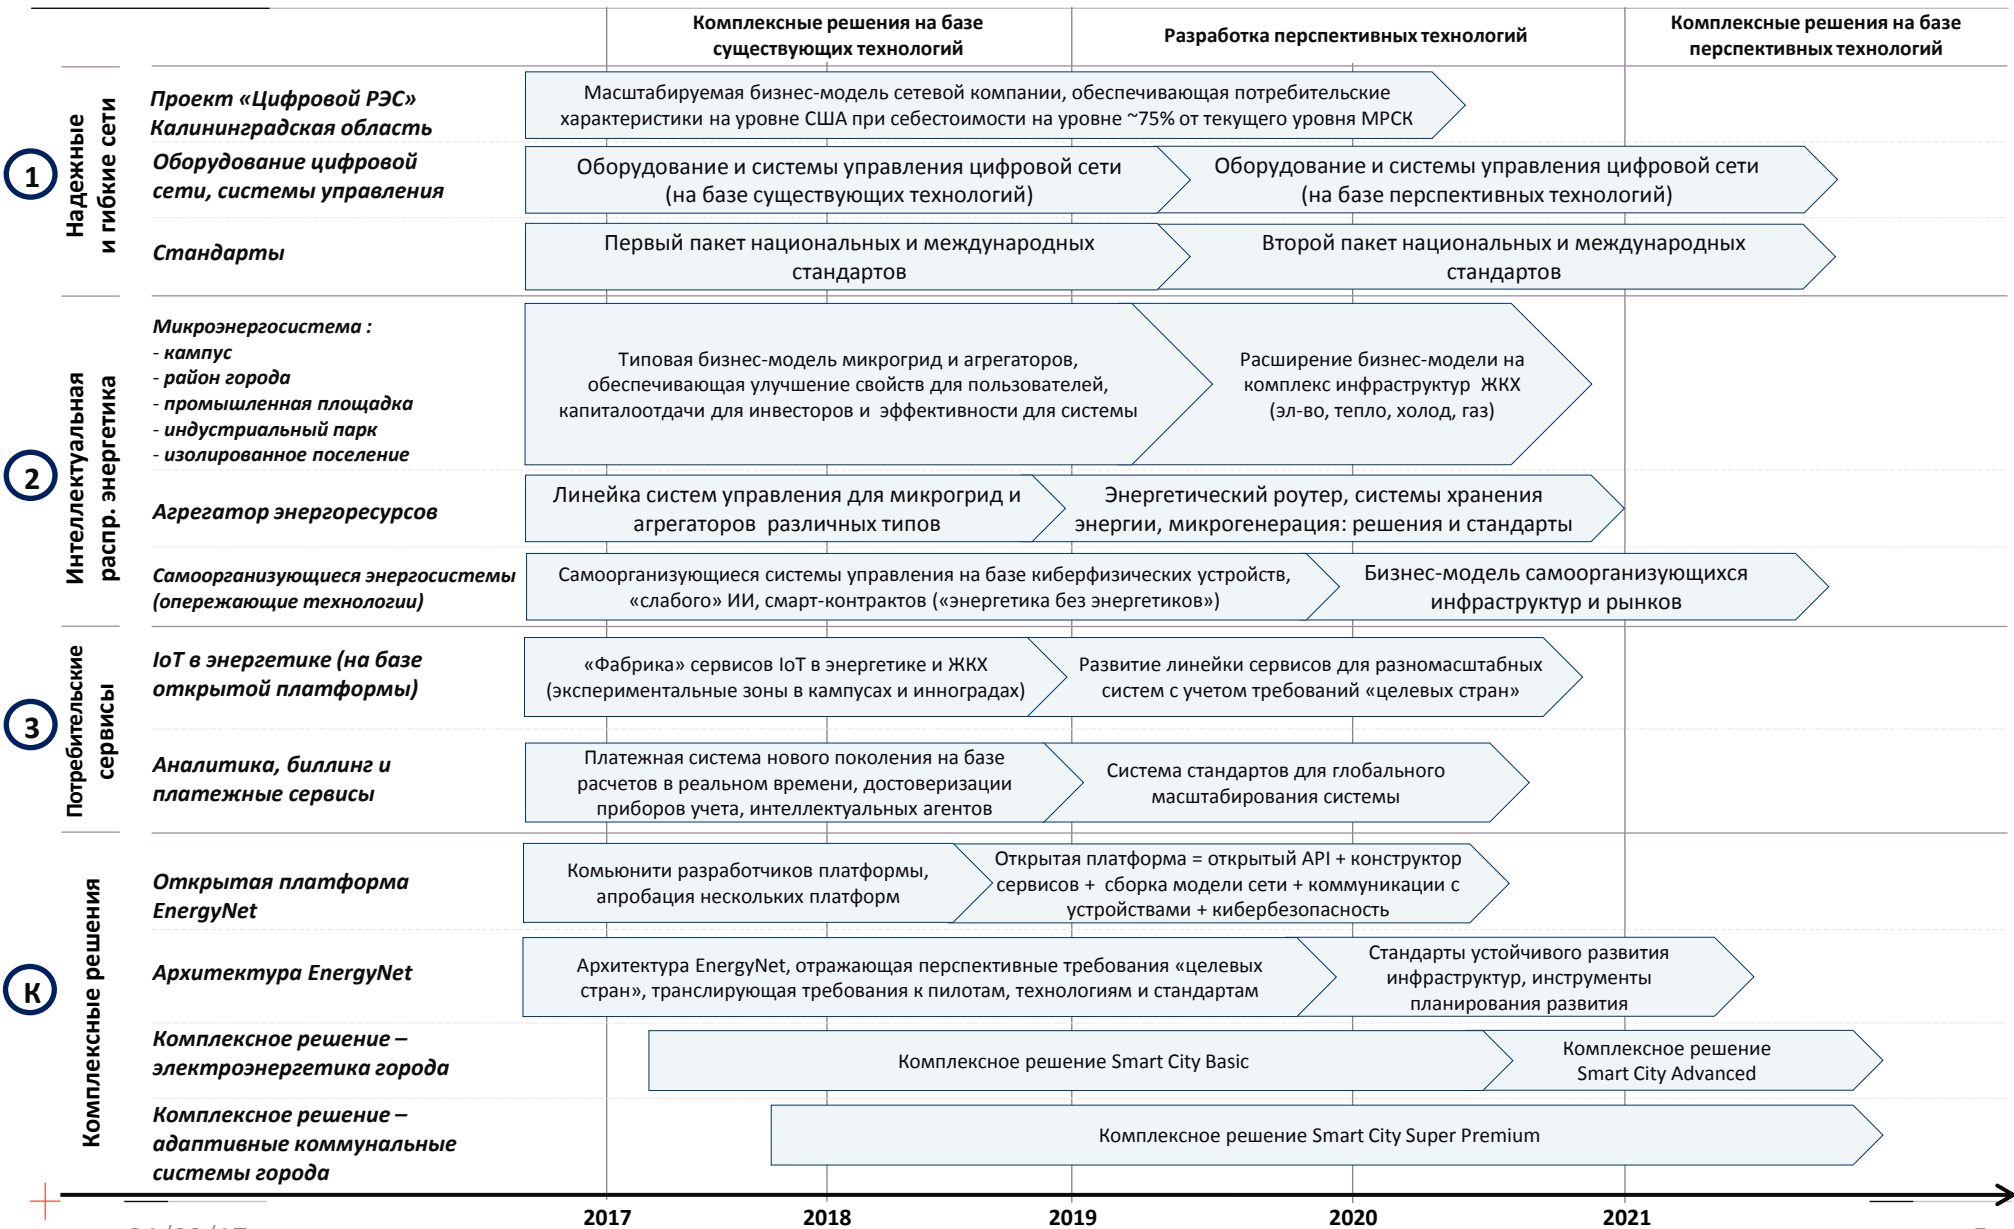 Комплексные решения на базе
существующих технологий
Разработка перспективных технологий
Комплексные решения на базе
перспективных технологий
1
Надежные
и гибкие сети
Проект «Цифровой РЭС»
Калининградская область
Масштабируемая бизнес-модель сетевой компании, обеспечивающая потребительские
характеристики на уровне США при себестоимости на уровне ~75% от текущего уровня МРСК
Оборудование цифровой
сети, системы управления
Оборудование и системы управления цифровой сети
(на базе существующих технологий)
Оборудование и системы управления цифровой сети
(на базе перспективных технологий)
Стандарты
Первый пакет национальных и международных
стандартов
Второй пакет национальных и международных
стандартов
2
Интеллектуальная
распр. энергетика
Микроэнергосистема :
- кампус
- район города
- промышленная площадка
- индустриальный парк
- изолированное поселение
Типовая бизнес-модель микрогрид и агрегаторов,
обеспечивающая улучшение свойств для пользователей,
капиталоотдачи для инвесторов и эффективности для системы
Расширение бизнес-модели на
комплекс инфраструктур ЖКХ
(эл-во, тепло, холод, газ)
Агрегатор энергоресурсов
Линейка систем управления для микрогрид и
агрегаторов различных типов
Энергетический роутер, системы хранения
энергии, микрогенерация: решения и стандарты
Самоорганизующиеся энергосистемы
(опережающие технологии)
Самоорганизующиеся системы управления на базе киберфизических устройств,
«слабого» ИИ, смарт-контрактов («энергетика без энергетиков»)
Бизнес-модель самоорганизующихся
инфраструктур и рынков
3
Потребительские
сервисы
IoT в энергетике (на базе
открытой платформы)
«Фабрика» сервисов IoT в энергетике и ЖКХ
(экспериментальные зоны в кампусах и инноградах)
Развитие линейки сервисов для разномасштабных
систем с учетом требований «целевых стран»
Аналитика, биллинг и
платежные сервисы
Платежная система нового поколения на базе
расчетов в реальном времени, достоверизации
приборов учета, интеллектуальных агентов
Система стандартов для глобального
масштабирования системы
К
Комплексные решения
Открытая платформа
EnergyNet
Комьюнити разработчиков платформы,
апробация нескольких платформ
Открытая платформа = открытый API + конструктор
сервисов + сборка модели сети + коммуникации с
устройствами + кибербезопасность
Архитектура EnergyNet
Архитектура EnergyNet, отражающая перспективные требования «целевых
стран», транслирующая требования к пилотам, технологиям и стандартам
Стандарты устойчивого развития
инфраструктур, инструменты
планирования развития
Комплексное решение –
электроэнергетика города
Комплексное решение Smart City Basic
Комплексное решение
Smart City Advanced
Комплексное решение –
адаптивные коммунальные
системы города
Комплексное решение Smart City Super Premium
2017
2018
2019
2020
2021